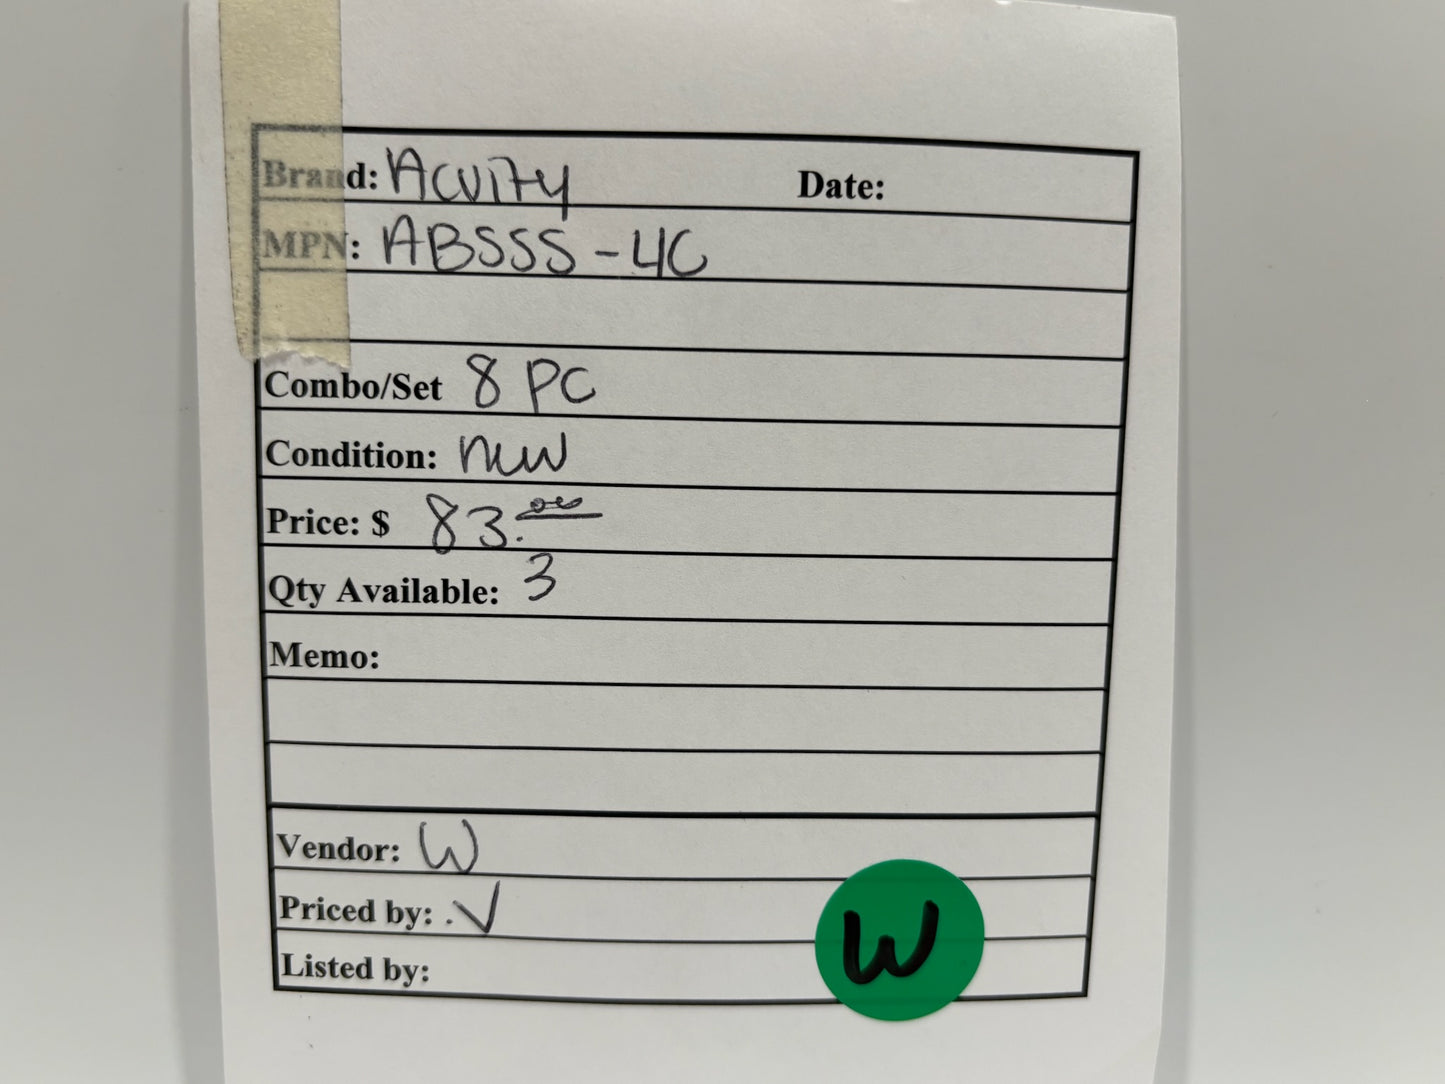 Brand: Acuity Date:
MPN: ABSSS-4C
Combo/Set 8 PC
Condition: new
Price: $ 83.00
Qty Available: 3
Memo:
Vendor: W
Priced by: .V
Listed by:
W